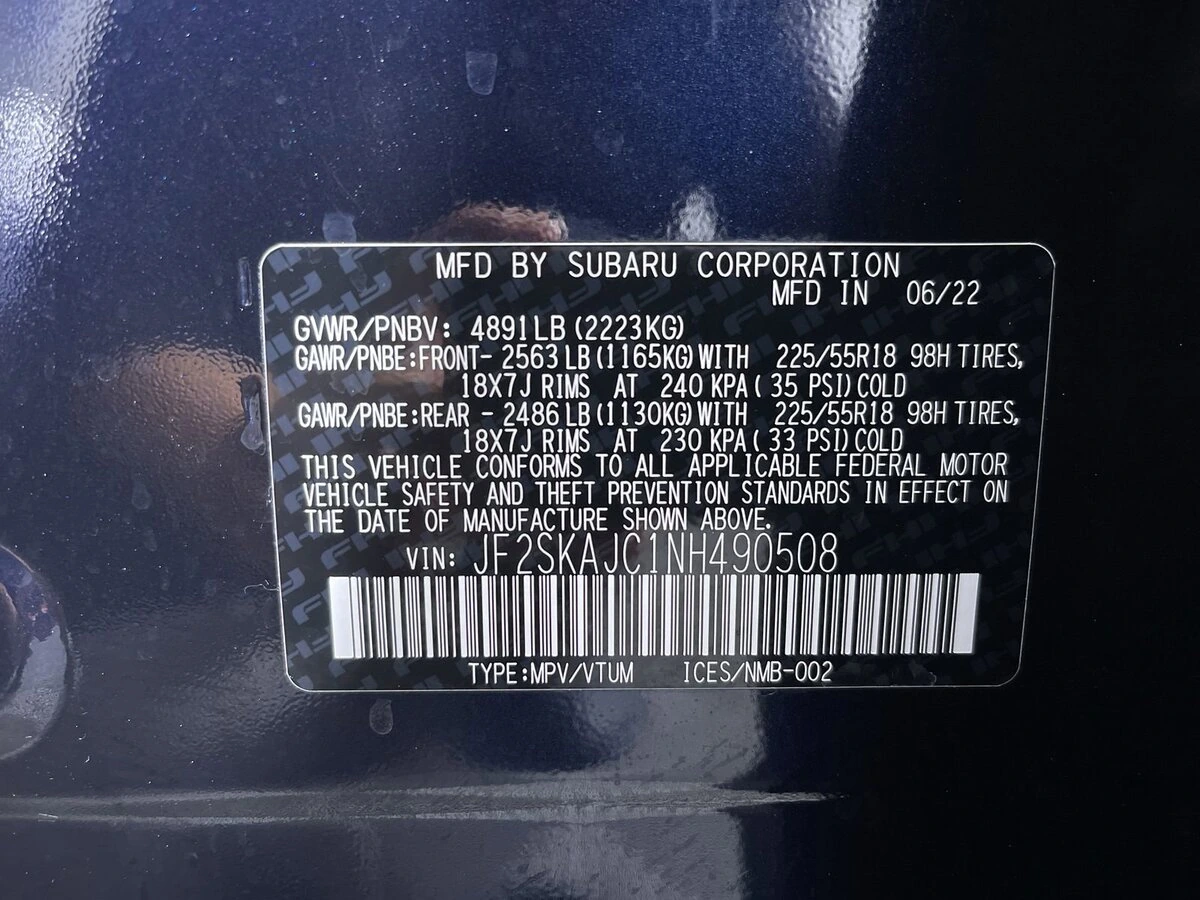 MFD BY SUBARU CORPORATION
MFD IN 06/22
GVWR/PNBV: 4891LB (2223KG)
GAWR/PNBE:FRONT- 2563 LB (1165KG) WITH 225/55R18 98H TIRES,
18X7J RIMS AT 240 KPA ( 35 PSI) COLD
GAWR/PNBE:REAR - 2486 LB (1130KG) WITH 225/55R18 98H TIRES,
18X7J RIMS AT 230 KPA ( 33 PSI) COLD
THIS VEHICLE CONFORMS TO ALL APPLICABLE FEDERAL MOTOR
VEHICLE SAFETY AND THEFT PREVENTION STANDARDS IN EFFECT ON
THE DATE OF MANUFACTURE SHOWN ABOVE.
VIN: JF2SKAJC1NH490508
TYPE:MPV/VTUM ICES/NMB-002